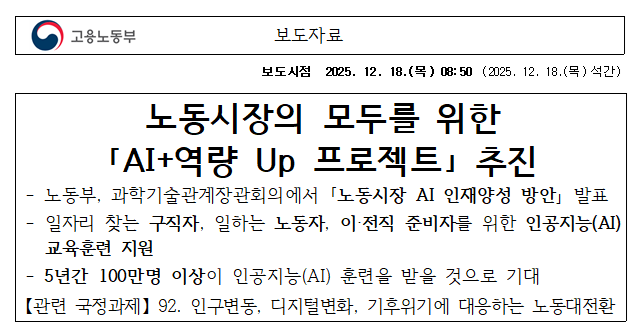 고용노동부 보도자료
보도시점 2025. 12. 18.(목) 08:50 (2025. 12. 18.(목) 석간)
노동시장의 모두를 위한
「AI+역량 Up 프로젝트」 추진
- 노동부, 과학기술관계장관회의에서 「노동시장 AI 인재양성 방안」 발표
- 일자리 찾는 구직자, 일하는 노동자, 이·전직 준비자를 위한 인공지능(AI)
교육훈련 지원
- 5년간 100만명 이상이 인공지능(AI) 훈련을 받을 것으로 기대
【관련 국정과제】 92. 인구변동, 디지털변화, 기후위기에 대응하는 노동대전환